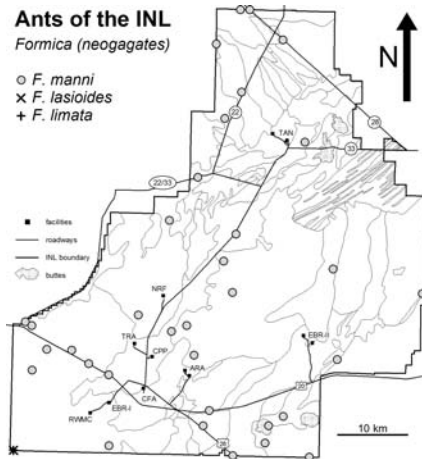 Ants of the INL
Formica (neogagates)
F. manni
F. lasioides
F. limata
N
22
28
TAN
33
22/33
facilities
roadways
INL boundary
buttes
NRF
TRA
CPP
EBR-II
ARA
CFA
EBR-I
RWMC
20
26
10 km